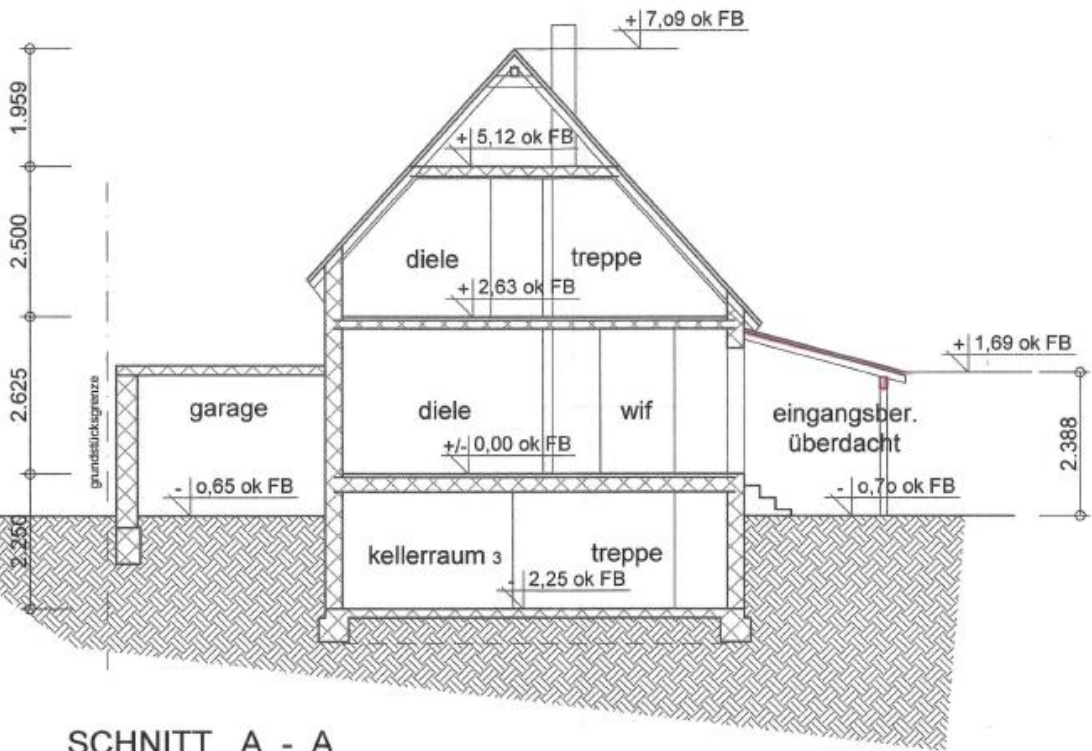 + 7,o9 ok FB
1.959
+ 5,12 ok FB
2.500
diele
treppe
+ 2,63 ok FB
+ 1,69 ok FB
2.625
grundstücksgrenze
garage
diele
wif
eingangsber.
überdacht
2.388
+/- 0,00 ok FB
- o,65 ok FB
- o,7o ok FB
2.250
kellerraum 3
treppe
- 2,25 ok FB
SCHNITT A - A